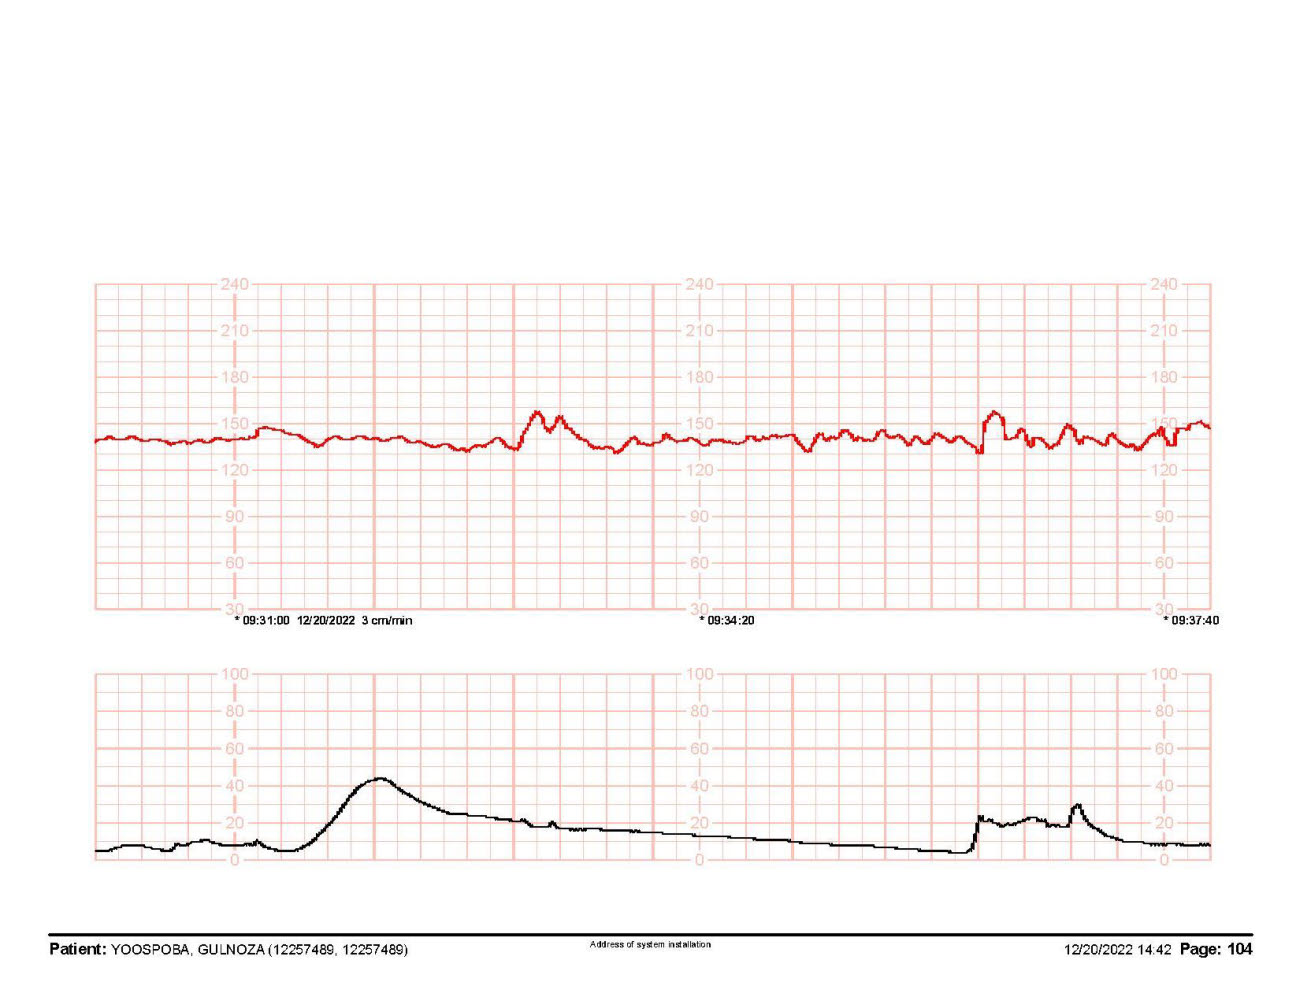 240 240 240
210 210 210
180 180 180
150 150 150
120 120 120
90 90 90
60 60 60
30 30 30
* 09:31:00 12/20/2022 3 cm/min * 09:34:20 * 09:37:40
100 100 100
80 80 80
60 60 60
40 40 40
20 20 20
0 0 0
Patient: YOOSPOBA, GULNOZA (12257489, 12257489) Address of system installation 12/20/2022 14:42 Page: 104